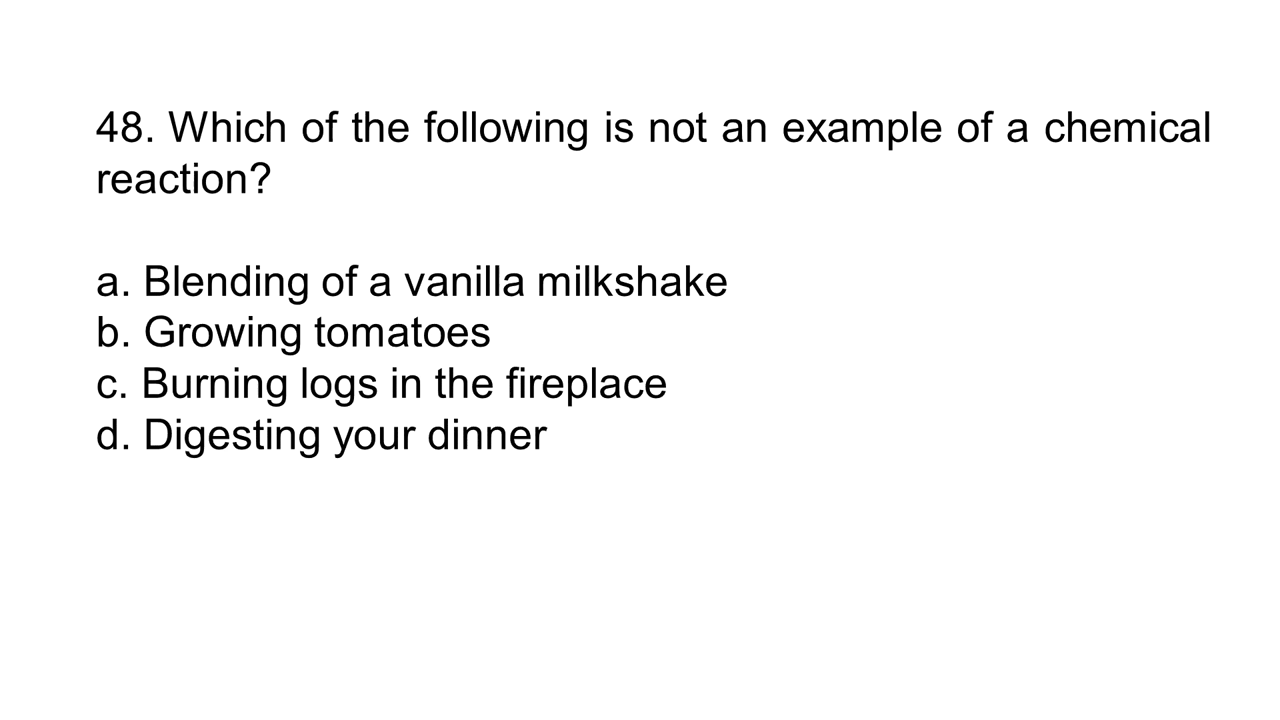 48. Which of the following is not an example of a chemical
reaction?
a. Blending of a vanilla milkshake
b. Growing tomatoes
c. Burning logs in the fireplace
d. Digesting your dinner